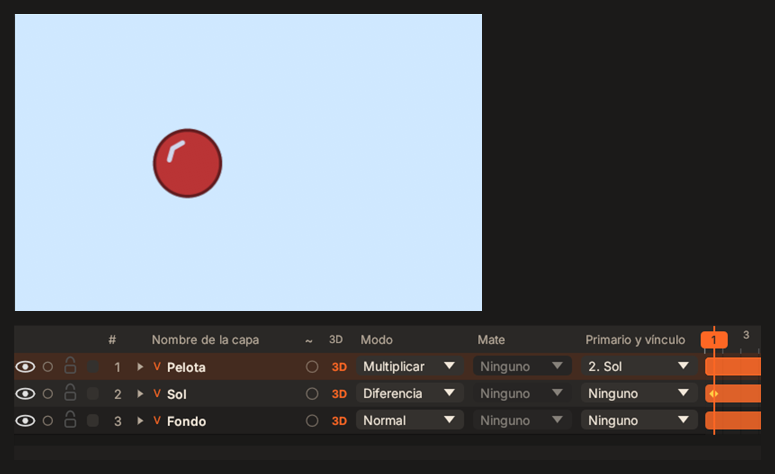 # Nombre de la capa ~ 3D Modo Mate Primario y vínculo 1 3
1 V Pelota 3D Multiplicar Ninguno 2. Sol
2 V Sol 3D Diferencia Ninguno Ninguno
3 V Fondo 3D Normal Ninguno Ninguno